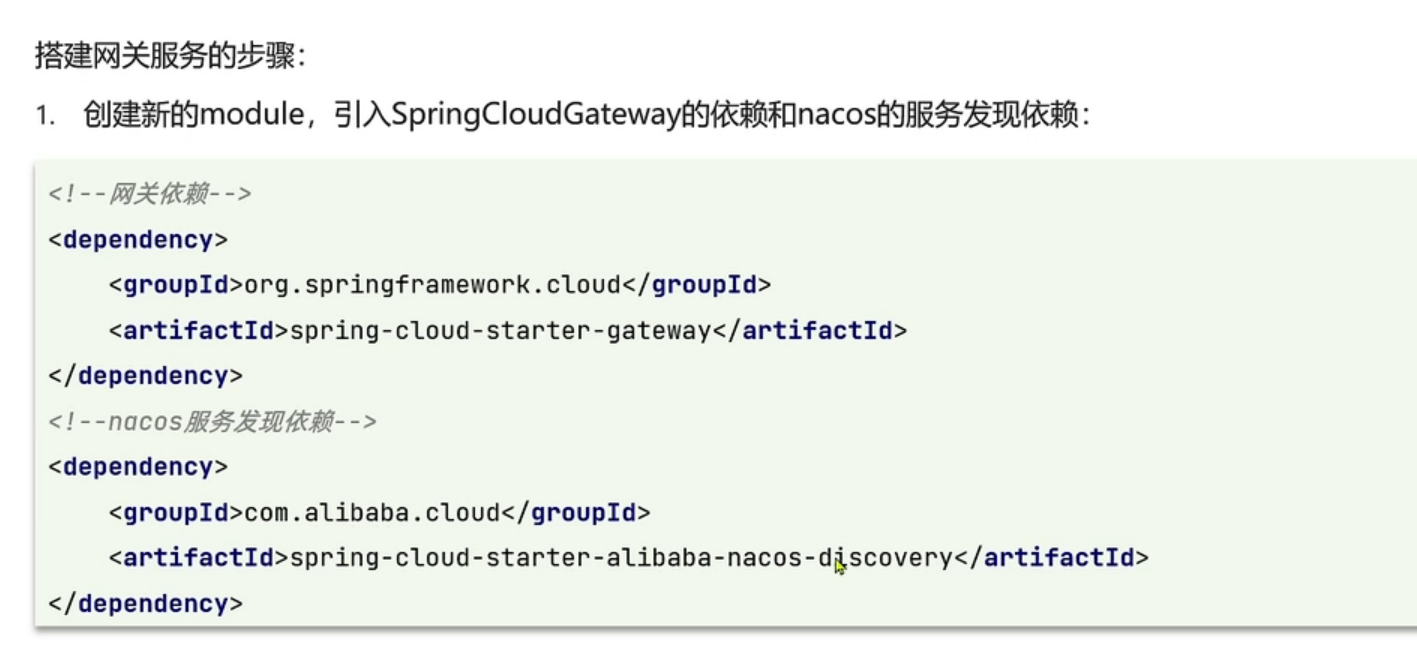 搭建网关服务的步骤：
1. 创建新的module，引入SpringCloudGateway的依赖和nacos的服务发现依赖：
<!--网关依赖-->
<dependency>
    <groupId>org.springframework.cloud</groupId>
    <artifactId>spring-cloud-starter-gateway</artifactId>
</dependency>
<!--nacos服务发现依赖-->
<dependency>
    <groupId>com.alibaba.cloud</groupId>
    <artifactId>spring-cloud-starter-alibaba-nacos-discovery</artifactId>
</dependency>